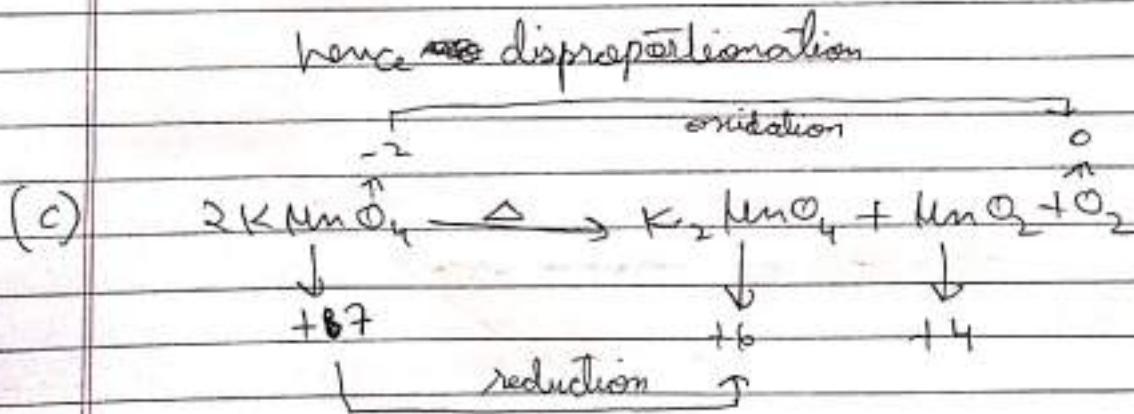 hence disproportionation
oxidation
-2 0
(c) 2KMnO₄ —Δ→ K₂MnO₄ + MnO₂ + O₂
+7 +6 +4
reduction